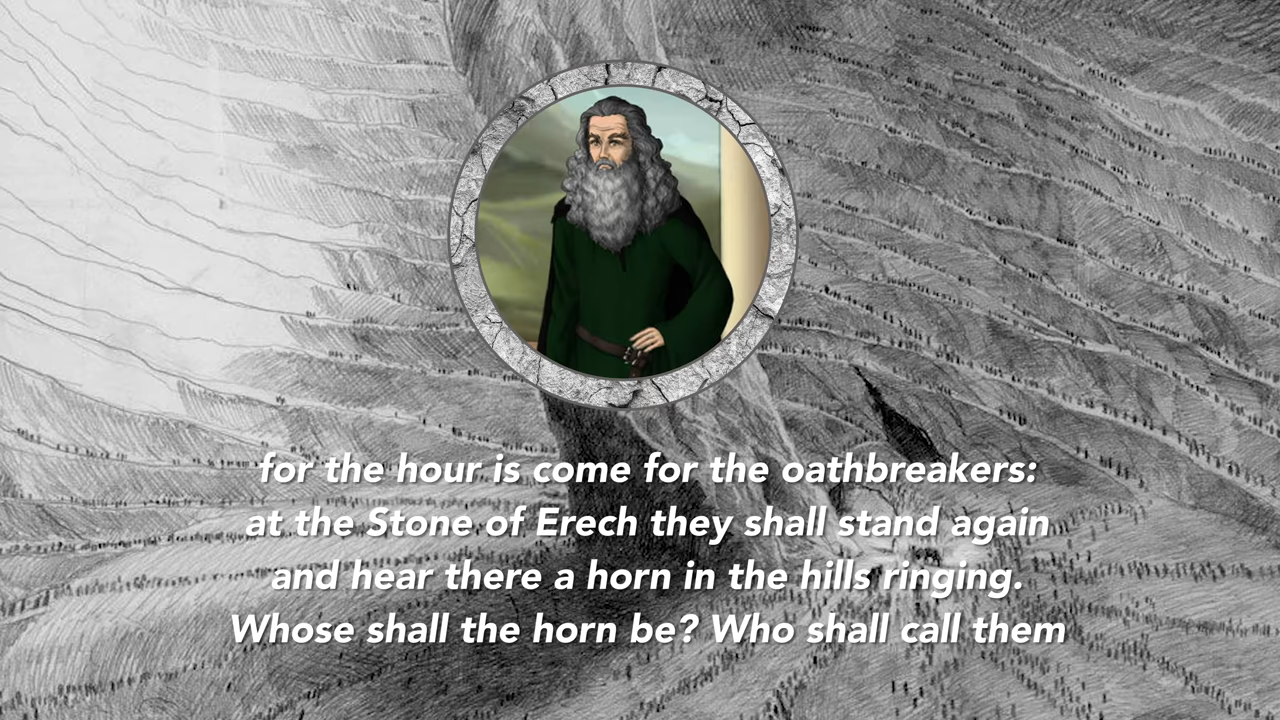 for the hour is come for the oathbreakers:
at the Stone of Erech they shall stand again
and hear there a horn in the hills ringing.
Whose shall the horn be? Who shall call them